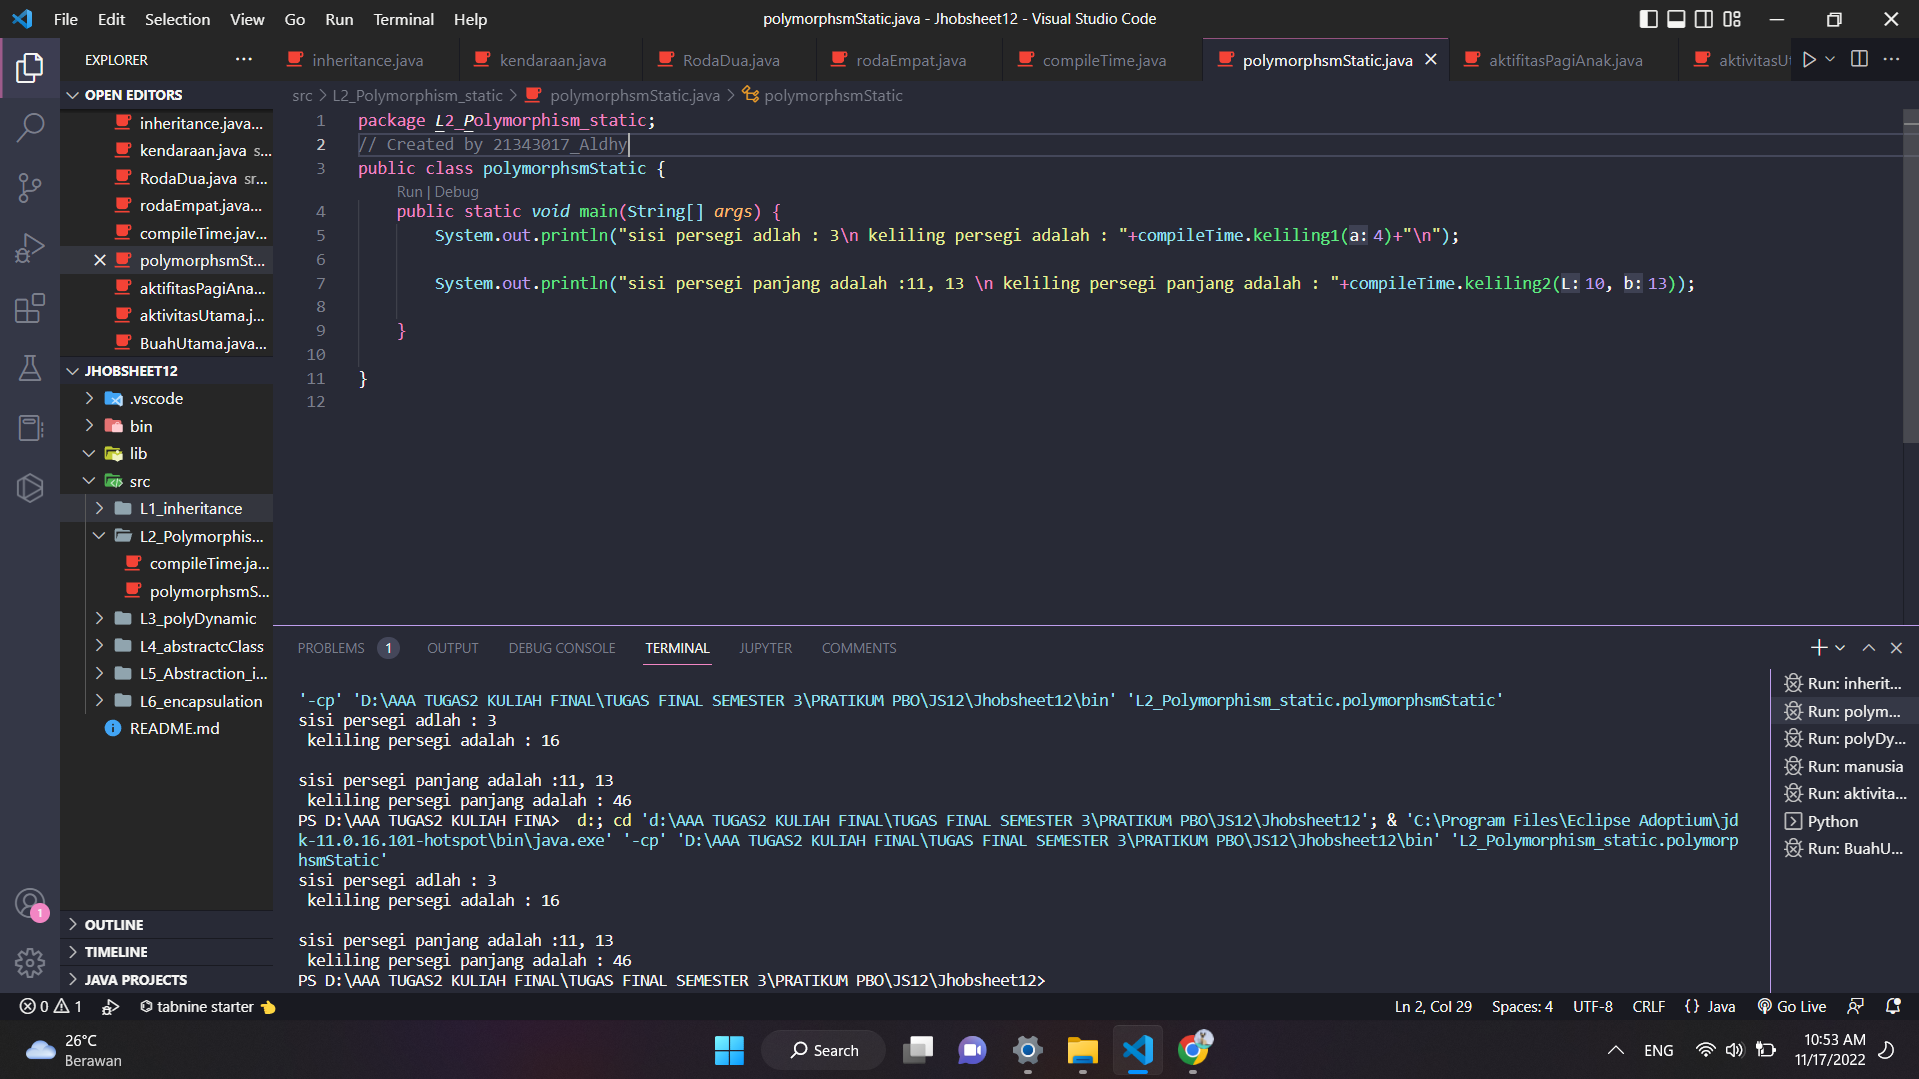 File Edit Selection View Go Run Terminal Help
polymorphsmStatic.java - Jhobsheet12 - Visual Studio Code
EXPLORER
inheritance.java kendaraan.java RodaDua.java rodaEmpat.java compileTime.java polymorphsmStatic.java aktifitasPagiAnak.java aktivitasUt
OPEN EDITORS
inheritance.java...
kendaraan.java s...
RodaDua.java sr...
rodaEmpat.java...
compileTime.jav...
polymorphsmSt...
aktifitasPagiAna...
aktivitasUtama.j...
BuahUtama.java...
JHOBSHEET12
.vscode
bin
lib
src
L1_inheritance
L2_Polymorphis...
compileTime.ja...
polymorphsmS...
L3_polyDynamic
L4_abstractcClass
L5_Abstraction_i...
L6_encapsulation
README.md
OUTLINE
TIMELINE
JAVA PROJECTS
src > L2_Polymorphism_static > polymorphsmStatic.java > polymorphsmStatic
1 package L2_Polymorphism_static;
2 // Created by 21343017_Aldhy
3 public class polymorphsmStatic {
Run | Debug
4 public static void main(String[] args) {
5 System.out.println("sisi persegi adlah : 3\n keliling persegi adalah : "+compileTime.keliling1(a: 4)+"\n");
6
7 System.out.println("sisi persegi panjang adalah :11, 13 \n keliling persegi panjang adalah : "+compileTime.keliling2(L: 10, b: 13));
8
9 }
10
11 }
12
PROBLEMS 1 OUTPUT DEBUG CONSOLE TERMINAL JUPYTER COMMENTS
'-cp' 'D:\AAA TUGAS2 KULIAH FINAL\TUGAS FINAL SEMESTER 3\PRATIKUM PBO\JS12\Jhobsheet12\bin' 'L2_Polymorphism_static.polymorphsmStatic'
sisi persegi adlah : 3
keliling persegi adalah : 16
sisi persegi panjang adalah :11, 13
keliling persegi panjang adalah : 46
PS D:\AAA TUGAS2 KULIAH FINA> d:; cd 'd:\AAA TUGAS2 KULIAH FINAL\TUGAS FINAL SEMESTER 3\PRATIKUM PBO\JS12\Jhobsheet12'; & 'C:\Program Files\Eclipse Adoptium\jd
k-11.0.16.101-hotspot\bin\java.exe' '-cp' 'D:\AAA TUGAS2 KULIAH FINAL\TUGAS FINAL SEMESTER 3\PRATIKUM PBO\JS12\Jhobsheet12\bin' 'L2_Polymorphism_static.polymorp
hsmStatic'
sisi persegi adlah : 3
keliling persegi adalah : 16
sisi persegi panjang adalah :11, 13
keliling persegi panjang adalah : 46
PS D:\AAA TUGAS2 KULIAH FINAL\TUGAS FINAL SEMESTER 3\PRATIKUM PBO\JS12\Jhobsheet12>
Run: inherit...
Run: polym...
Run: polyDy...
Run: manusia
Run: aktivita...
Python
Run: BuahU...
1
0 1 tabnine starter
Ln 2, Col 29 Spaces: 4 UTF-8 CRLF {} Java Go Live
26°C
Berawan
Search
ENG
10:53 AM
11/17/2022